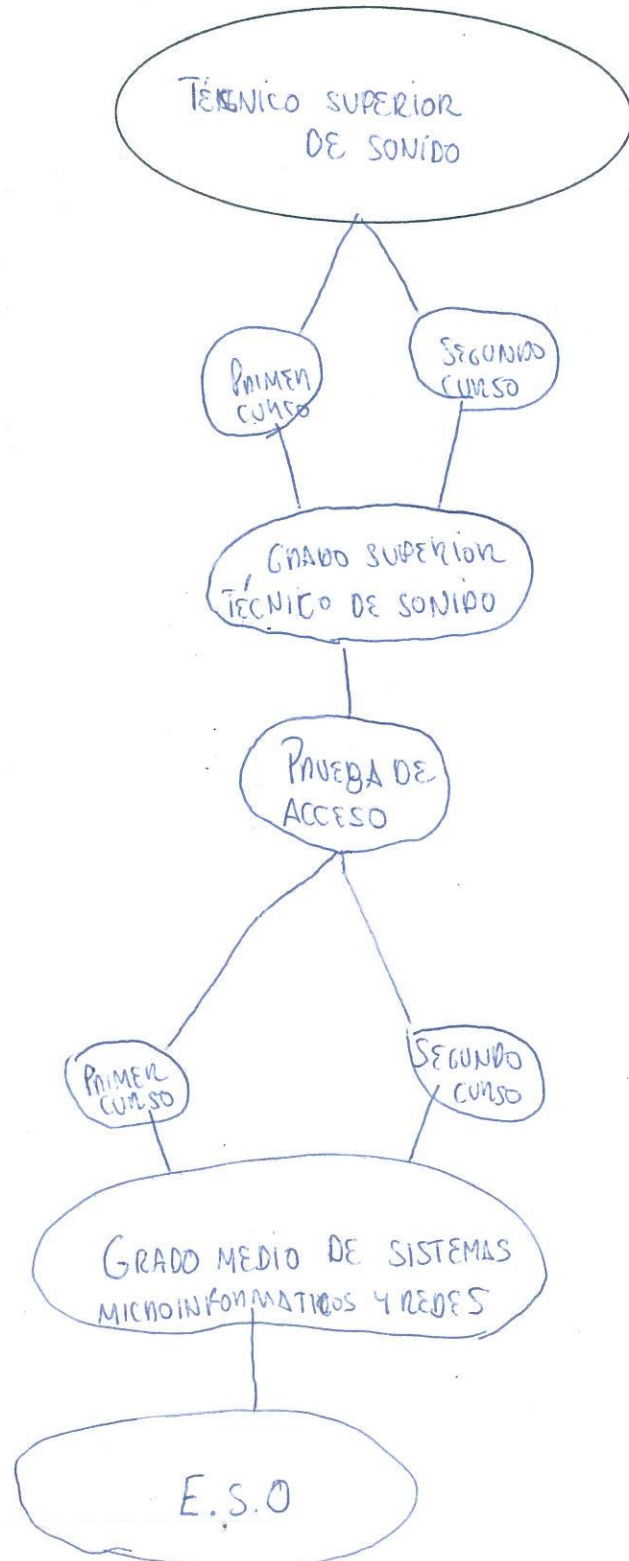 TÉCNICO SUPERIOR
DE SONIDO
PRIMER
CURSO
SEGUNDO
CURSO
GRADO SUPERIOR
TÉCNICO DE SONIDO
PRUEBA DE
ACCESO
PRIMER
CURSO
SEGUNDO
CURSO
GRADO MEDIO DE SISTEMAS
MICROINFORMATICOS Y REDES
E.S.O